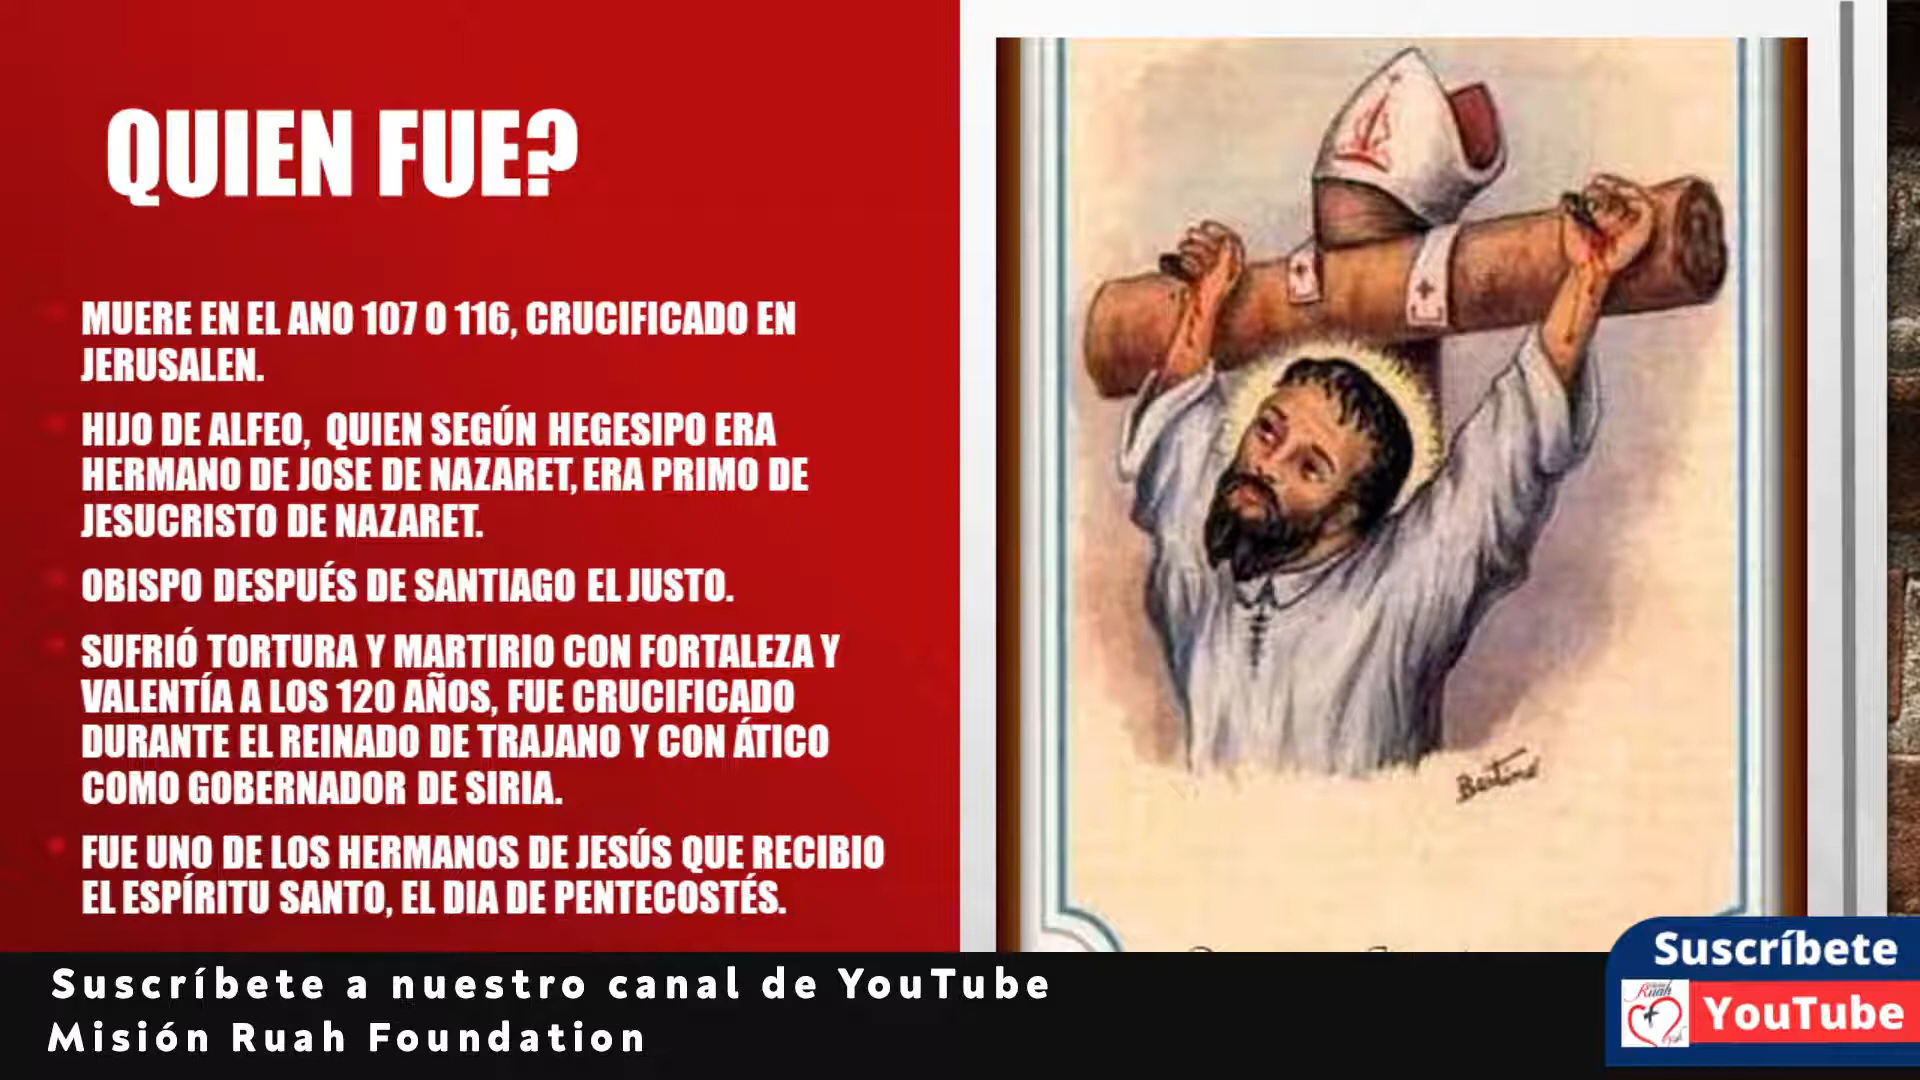 QUIEN FUE?
MUERE EN EL ANO 107 O 116, CRUCIFICADO EN
JERUSALEN.
HIJO DE ALFEO, QUIEN SEGÚN HEGESIPO ERA
HERMANO DE JOSE DE NAZARET, ERA PRIMO DE
JESUCRISTO DE NAZARET.
OBISPO DESPUÉS DE SANTIAGO EL JUSTO.
SUFRIÓ TORTURA Y MARTIRIO CON FORTALEZA Y
VALENTÍA A LOS 120 AÑOS, FUE CRUCIFICADO
DURANTE EL REINADO DE TRAJANO Y CON ÁTICO
COMO GOBERNADOR DE SIRIA.
FUE UNO DE LOS HERMANOS DE JESÚS QUE RECIBIO
EL ESPÍRITU SANTO, EL DIA DE PENTECOSTÉS.
Suscríbete a nuestro canal de YouTube
Misión Ruah Foundation
Suscríbete
Ruah
YouTube